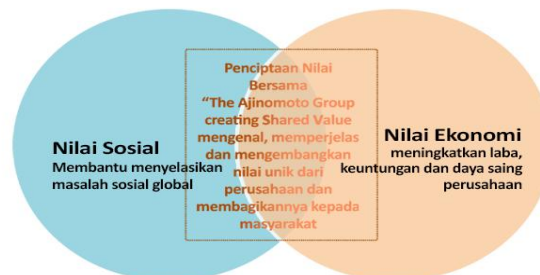 Nilai Sosial
Membantu menyelasikan
masalah sosial global
Penciptaan Nilai
Bersama
“The Ajinomoto Group
creating Shared Value
mengenal, memperjelas
dan mengembangkan
nilai unik dari
perusahaan dan
membagikannya kepada
masyarakat
Nilai Ekonomi
meningkatkan laba,
keuntungan dan daya saing
perusahaan